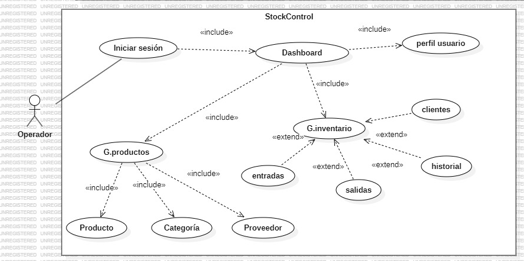 StockControl
«include»
Iniciar sesión
Dashboard
«include»
perfil usuario
«include»
Operador
«include»
clientes
G.inventario
«extend»
«extend»
G.productos
«extend»
«extend»
entradas
historial
salidas
«include»
«include»
«include»
Producto
Categoría
Proveedor